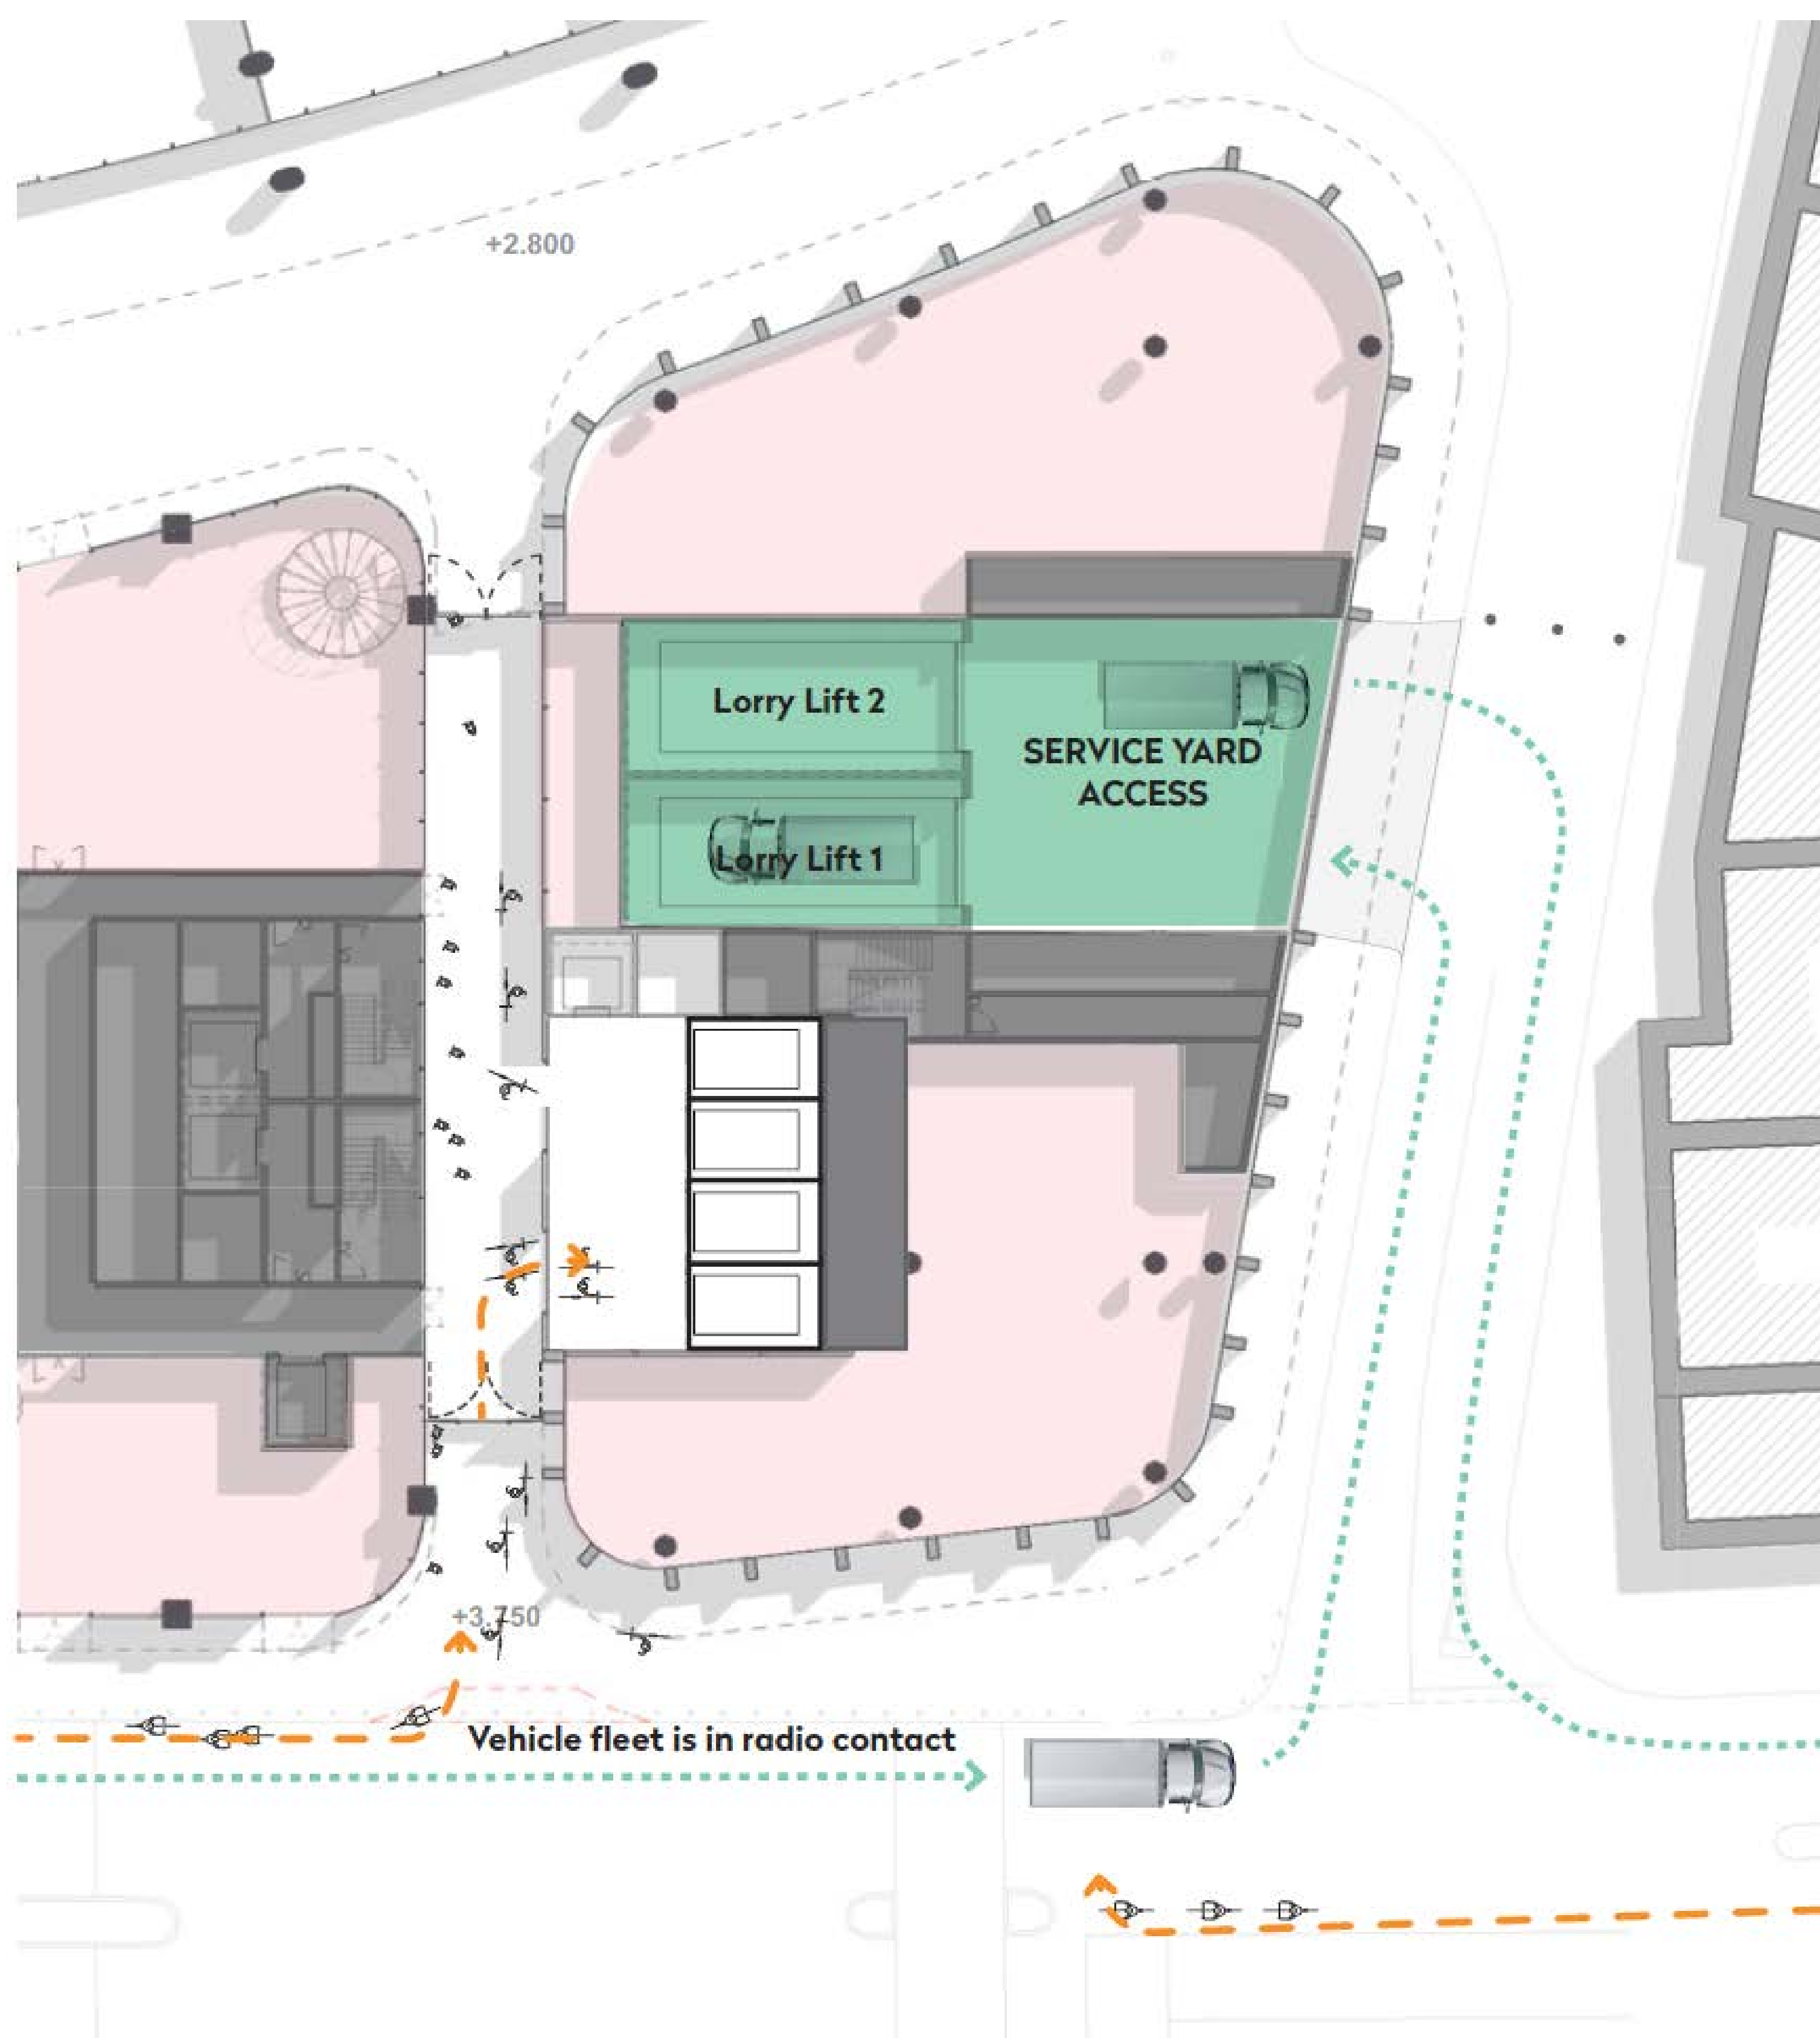 +2.800
Lorry Lift 2
SERVICE YARD
ACCESS
Lorry Lift 1
+3.750
Vehicle fleet is in radio contact